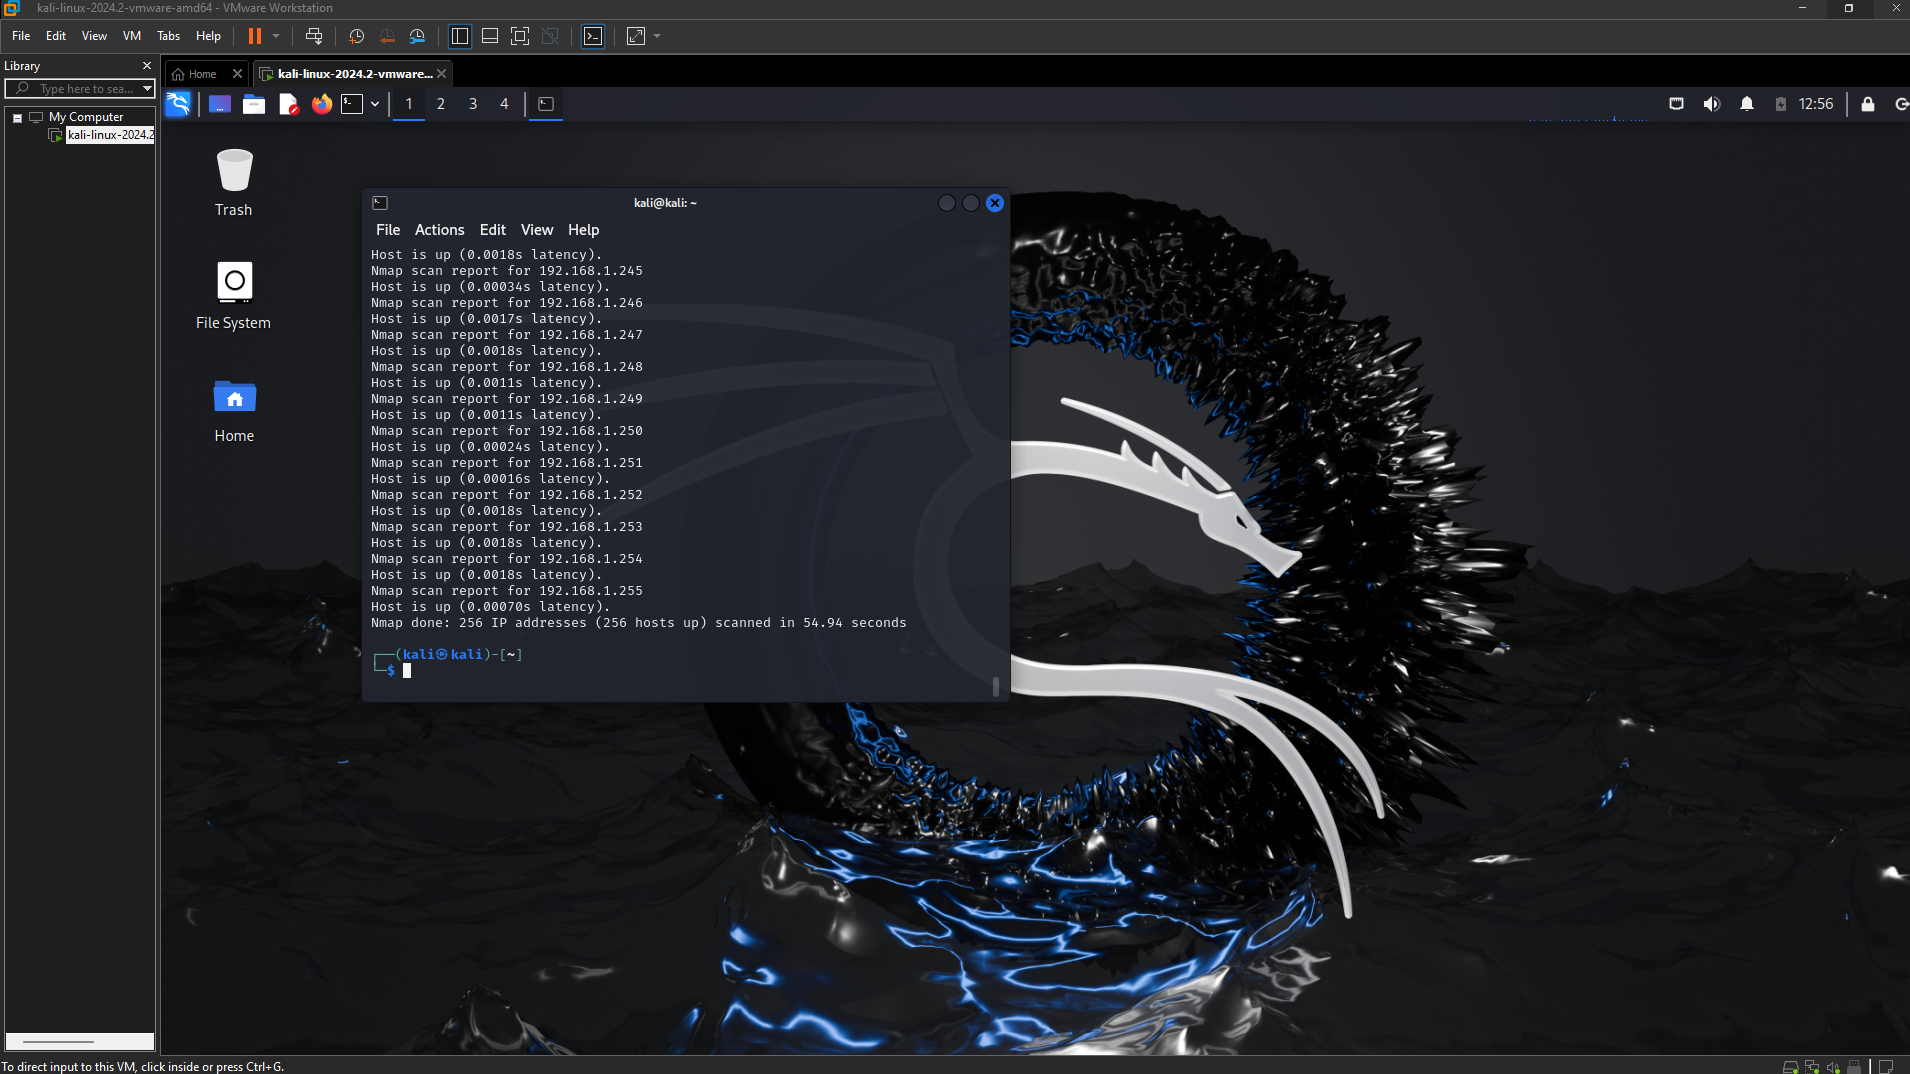 kali-linux-2024.2-vmware-amd64 - VMware Workstation
File Edit View VM Tabs Help
Library
Type here to sea...
My Computer
kali-linux-2024.2
Home
kali-linux-2024.2-vmware...
1 2 3 4
12:56
Trash
File System
Home
kali@kali: ~
File Actions Edit View Help
Host is up (0.0018s latency).
Nmap scan report for 192.168.1.245
Host is up (0.00034s latency).
Nmap scan report for 192.168.1.246
Host is up (0.0017s latency).
Nmap scan report for 192.168.1.247
Host is up (0.0018s latency).
Nmap scan report for 192.168.1.248
Host is up (0.0011s latency).
Nmap scan report for 192.168.1.249
Host is up (0.0011s latency).
Nmap scan report for 192.168.1.250
Host is up (0.00024s latency).
Nmap scan report for 192.168.1.251
Host is up (0.00016s latency).
Nmap scan report for 192.168.1.252
Host is up (0.0018s latency).
Nmap scan report for 192.168.1.253
Host is up (0.0018s latency).
Nmap scan report for 192.168.1.254
Host is up (0.0018s latency).
Nmap scan report for 192.168.1.255
Host is up (0.00070s latency).
Nmap done: 256 IP addresses (256 hosts up) scanned in 54.94 seconds
┌──(kali㉿kali)-[~]
└─$
To direct input to this VM, click inside or press Ctrl+G.